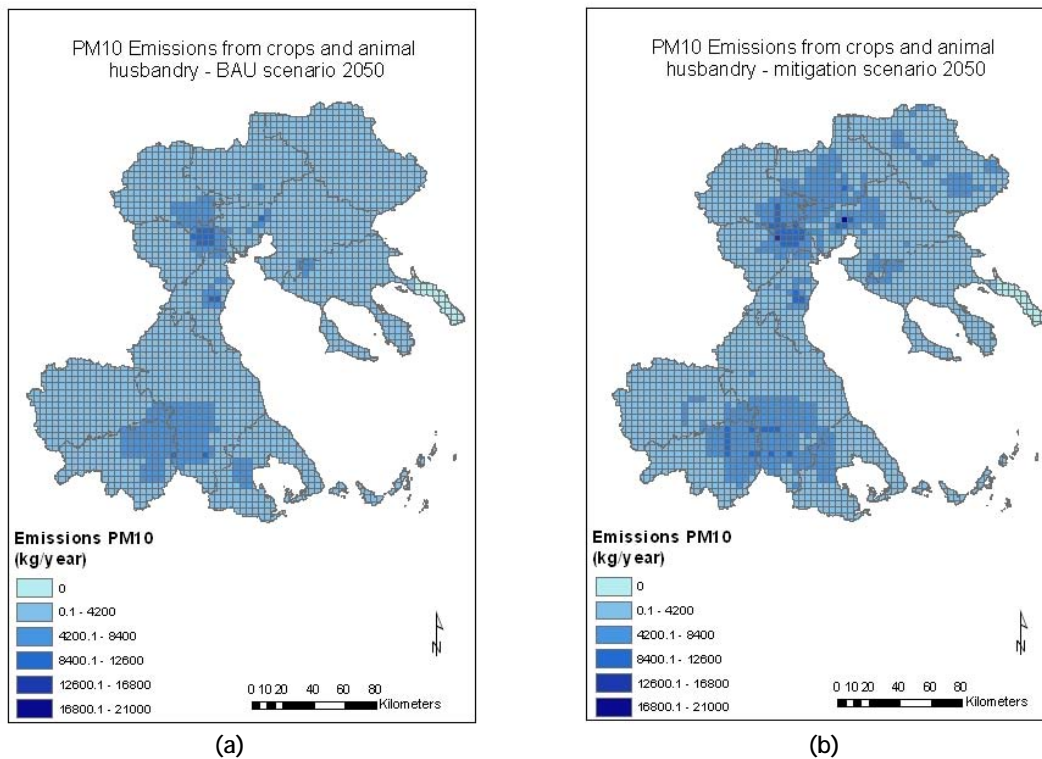 PM10 Emissions from crops and animal
husbandry - BAU scenario 2050
Emissions PM10
(kg/year)
0
0.1 - 4200
4200.1 - 8400
8400.1 - 12600
12600.1 - 16800
16800.1 - 21000
N
0 10 20 40 60 80
Kilometers
(a)
PM10 Emissions from crops and animal
husbandry - mitigation scenario 2050
Emissions PM10
(kg/year)
0
0.1 - 4200
4200.1 - 8400
8400.1 - 12600
12600.1 - 16800
16800.1 - 21000
N
0 10 20 40 60 80
Kilometers
(b)